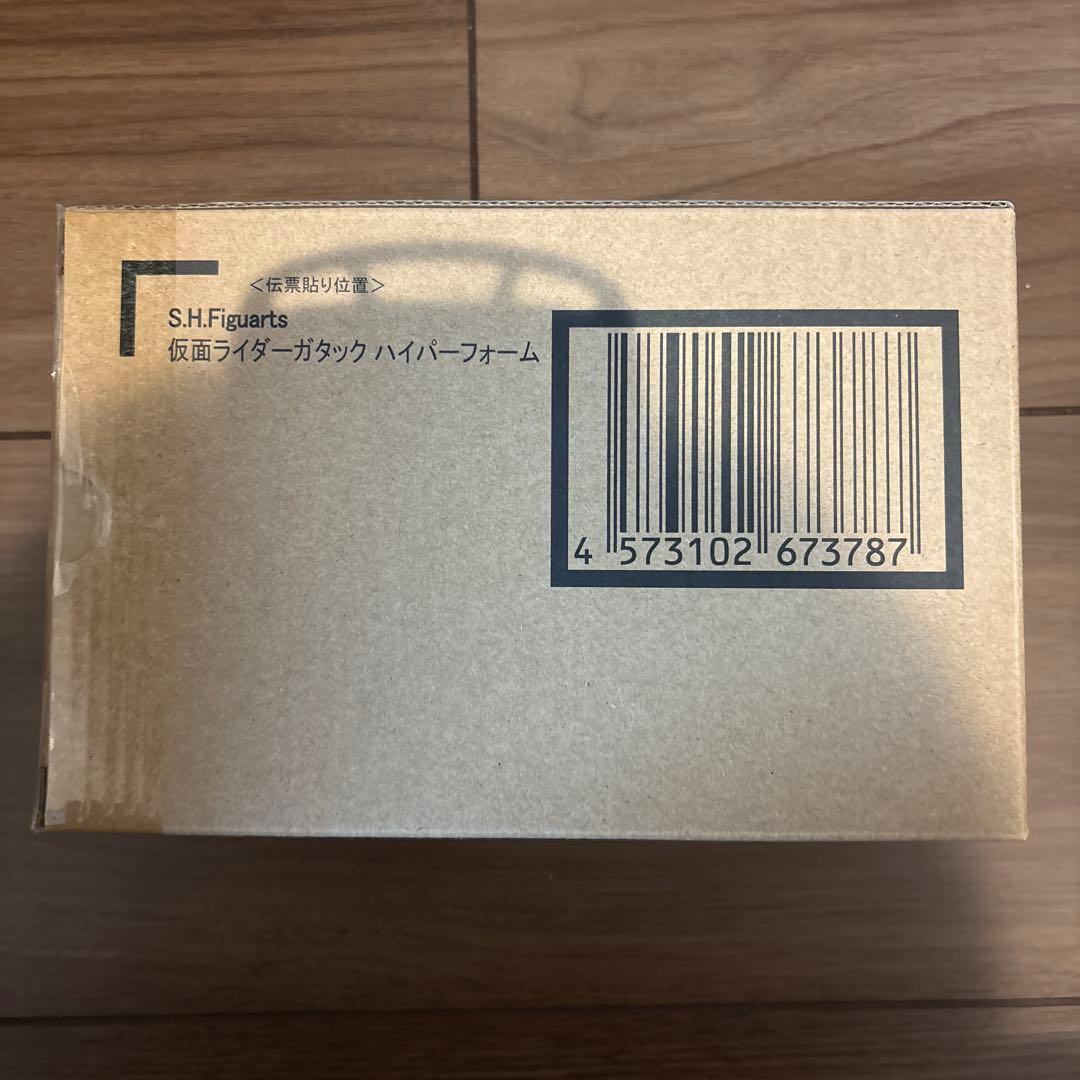 ＜伝票貼り位置＞
S.H.Figuarts
仮面ライダーガタック ハイパーフォーム
4 573102 673787